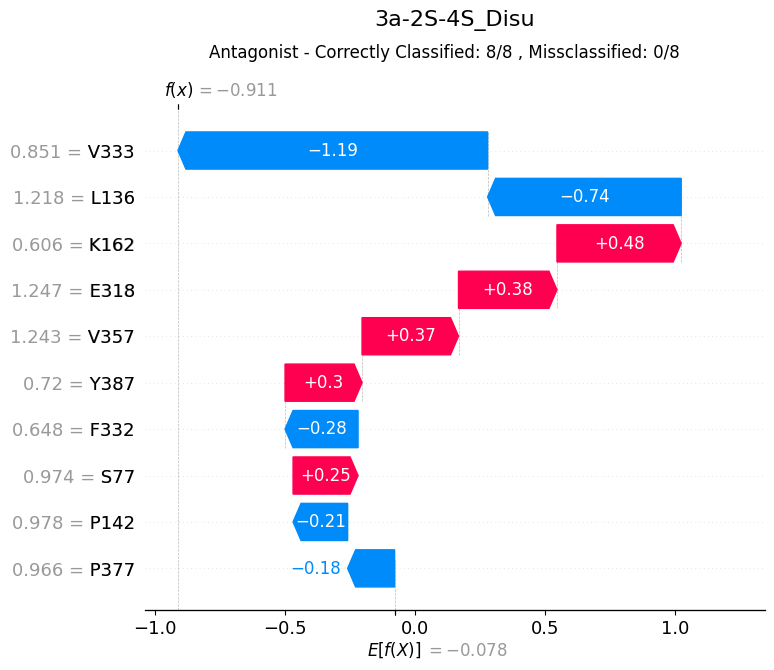 3a-2S-4S_Disu
Antagonist - Correctly Classified: 8/8 , Missclassified: 0/8
f(x) = −0.911
0.851 = V333 −1.19
1.218 = L136 −0.74
0.606 = K162 +0.48
1.247 = E318 +0.38
1.243 = V357 +0.37
0.72 = Y387 +0.3
0.648 = F332 −0.28
0.974 = S77 +0.25
0.978 = P142 −0.21
0.966 = P377 −0.18
−1.0 −0.5 0.0 0.5 1.0
E[f(X)] = −0.078